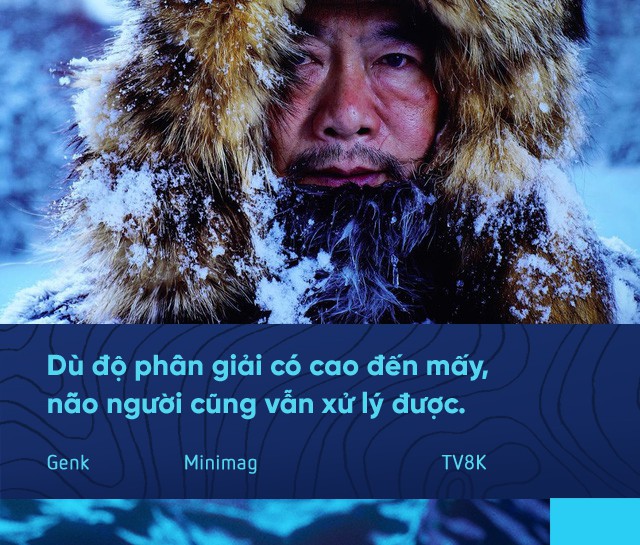 Dù độ phân giải có cao đến mấy,
não người cũng vẫn xử lý được.
Genk Minimag TV8K